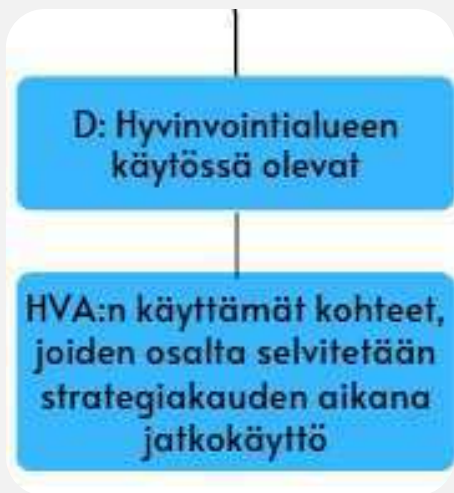 D: Hyvinvointialueen
käytössä olevat
HVA:n käyttämät kohteet,
joiden osalta selvitetään
strategiakauden aikana
jatkokäyttö